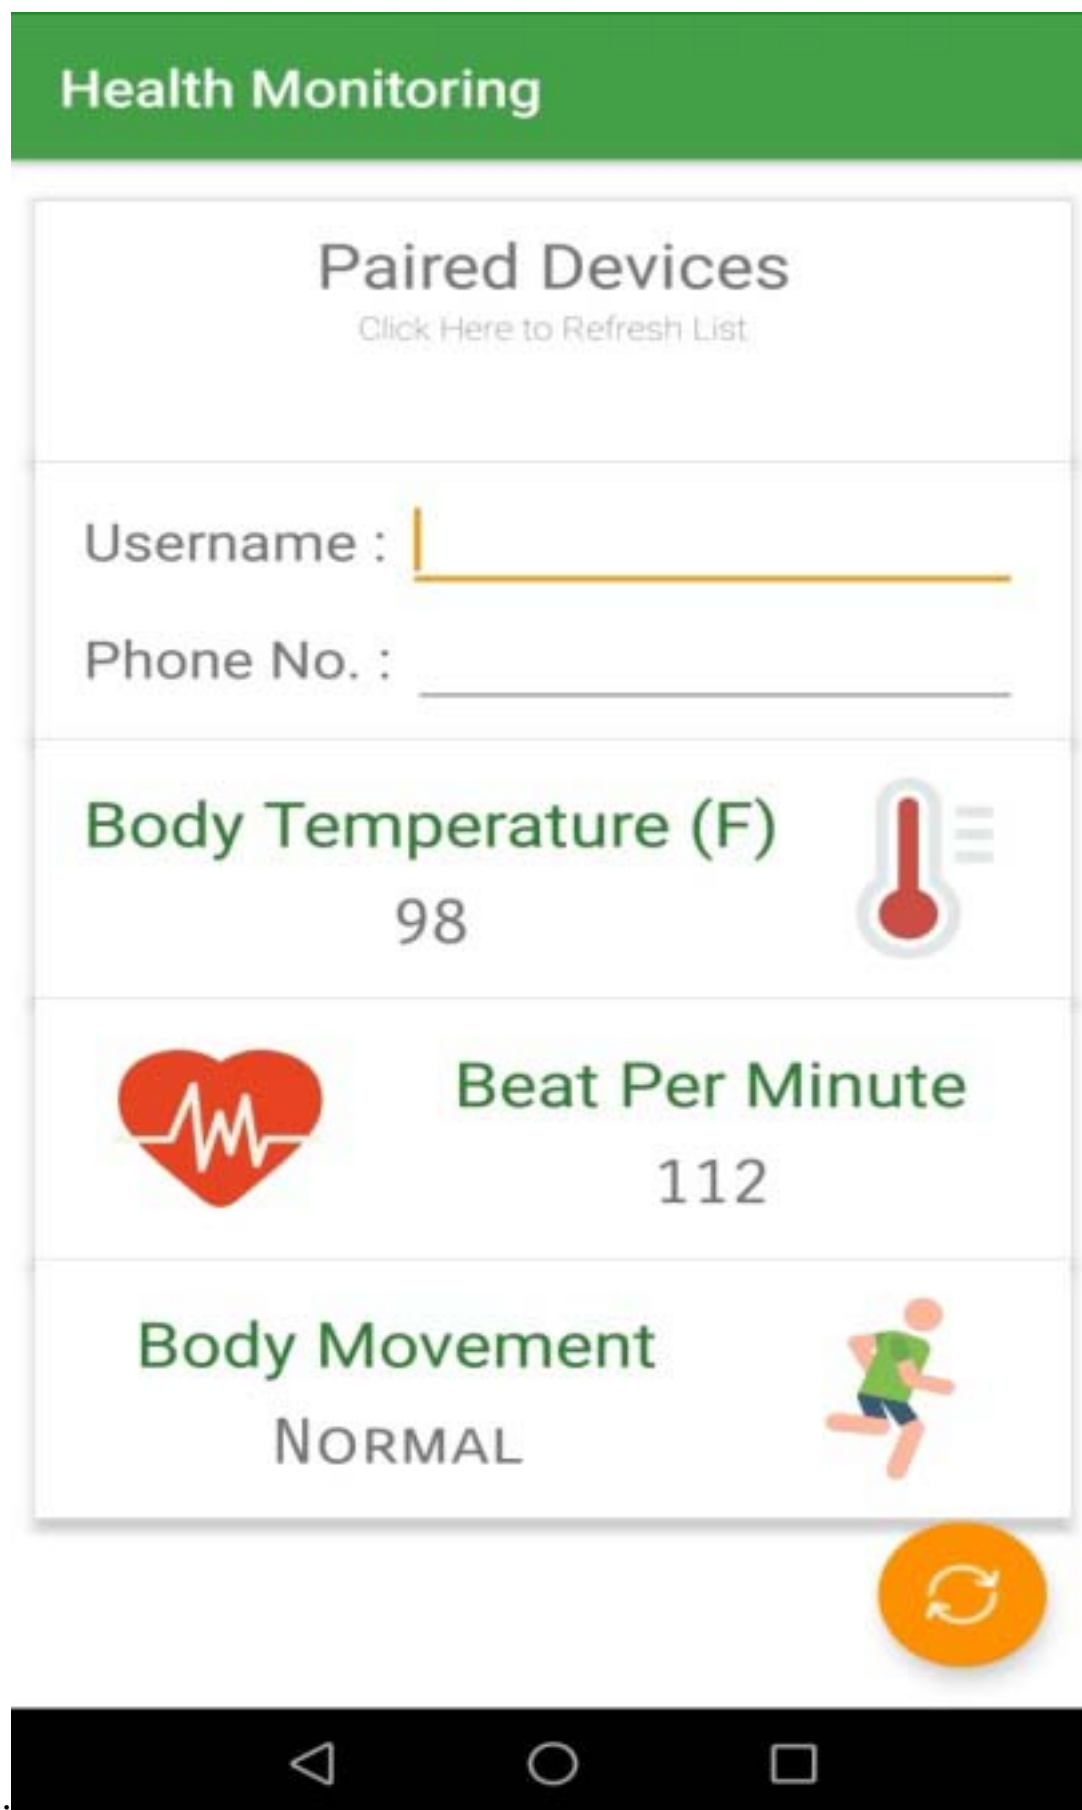 Health Monitoring
Paired Devices
Click Here to Refresh List
Username :
Phone No. :
Body Temperature (F)
98
Beat Per Minute
112
Body Movement
NORMAL
.